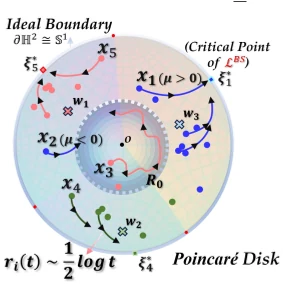 Ideal Boundary
∂ℍ² ≅ 𝕊¹
(Critical Point
of ℒᴮˢ)
x₅
ξ₅*
x₁ (μ > 0)
ξ₁*
w₁
w₃
x₂ (μ < 0)
o
x₃
R₀
x₄
w₂
ξ₄*
rᵢ(t) ~ 1/2 log t
Poincaré Disk